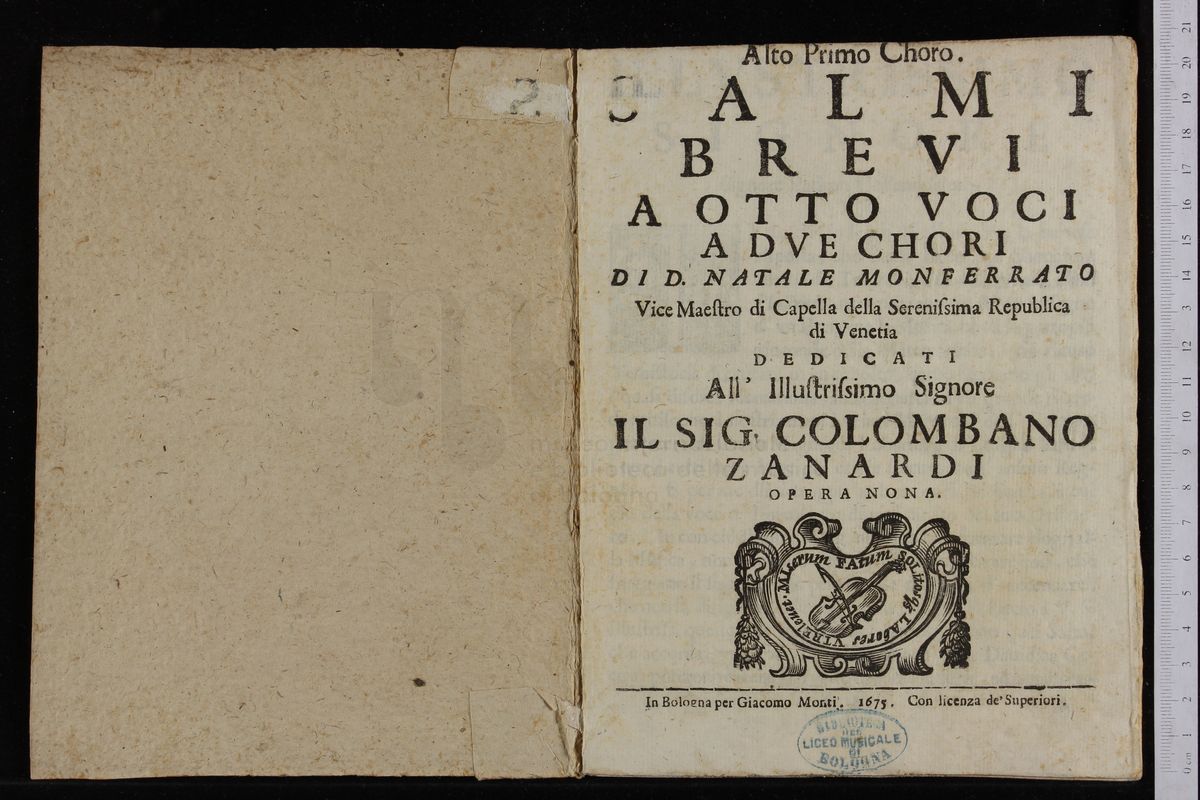 S.
Alto Primo Choro.
SALMI
BREVI
A OTTO VOCI
A DVE CHORI
DI D. NATALE MONFERRATO
Vice Maeſtro di Capella della Sereniſsima Republica
di Venetia
DEDICATI
All' Illuſtriſsimo Signore
IL SIG. COLOMBANO
ZANARDI
OPERA NONA.
MIserum FAtum SOlitosq; LAbores
In Bologna per Giacomo Monti. 1675. Con licenza de' Superiori.
BIBLIOTECA
DEL
LICEO MUSICALE
DI
BOLOGNA